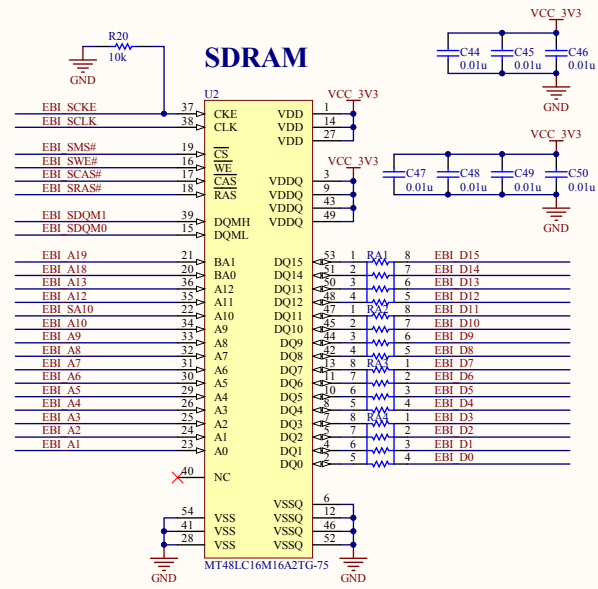 R20
10k
GND
SDRAM
VCC_3V3
C44 0.01u
C45 0.01u
C46 0.01u
GND
U2
VCC_3V3
EBI_SCKE 37 CKE VDD 1
EBI_SCLK 38 CLK VDD 14
VDD 27
VCC_3V3
EBI_SMS# 19 CS
EBI_SWE# 16 WE VDDQ 3
EBI_SCAS# 17 CAS VDDQ 9
EBI_SRAS# 18 RAS VDDQ 43
VDDQ 49
VCC_3V3
C47 0.01u
C48 0.01u
C49 0.01u
C50 0.01u
GND
EBI_SDQM1 39 DQMH
EBI_SDQM0 15 DQML
EBI_A19 21 BA1 DQ15 53 1 RA1 8 EBI_D15
EBI_A18 20 BA0 DQ14 51 2 7 EBI_D14
EBI_A13 36 A12 DQ13 50 3 6 EBI_D13
EBI_A12 35 A11 DQ12 48 4 5 EBI_D12
EBI_SA10 22 A10 DQ11 47 1 RA2 8 EBI_D11
EBI_A10 34 A9 DQ10 45 2 7 EBI_D10
EBI_A9 33 A8 DQ9 44 3 6 EBI_D9
EBI_A8 32 A7 DQ8 42 4 5 EBI_D8
EBI_A7 31 A6 DQ7 13 8 RA3 1 EBI_D7
EBI_A6 30 A5 DQ6 11 7 2 EBI_D6
EBI_A5 29 A4 DQ5 10 6 3 EBI_D5
EBI_A4 26 A3 DQ4 8 5 4 EBI_D4
EBI_A3 25 A2 DQ3 7 8 RA4 1 EBI_D3
EBI_A2 24 A1 DQ2 5 7 2 EBI_D2
EBI_A1 23 A0 DQ1 4 6 3 EBI_D1
DQ0 2 5 4 EBI_D0
40 NC
VSSQ 6
54 VSS VSSQ 12
41 VSS VSSQ 46
28 VSS VSSQ 52
MT48LC16M16A2TG-75
GND
GND